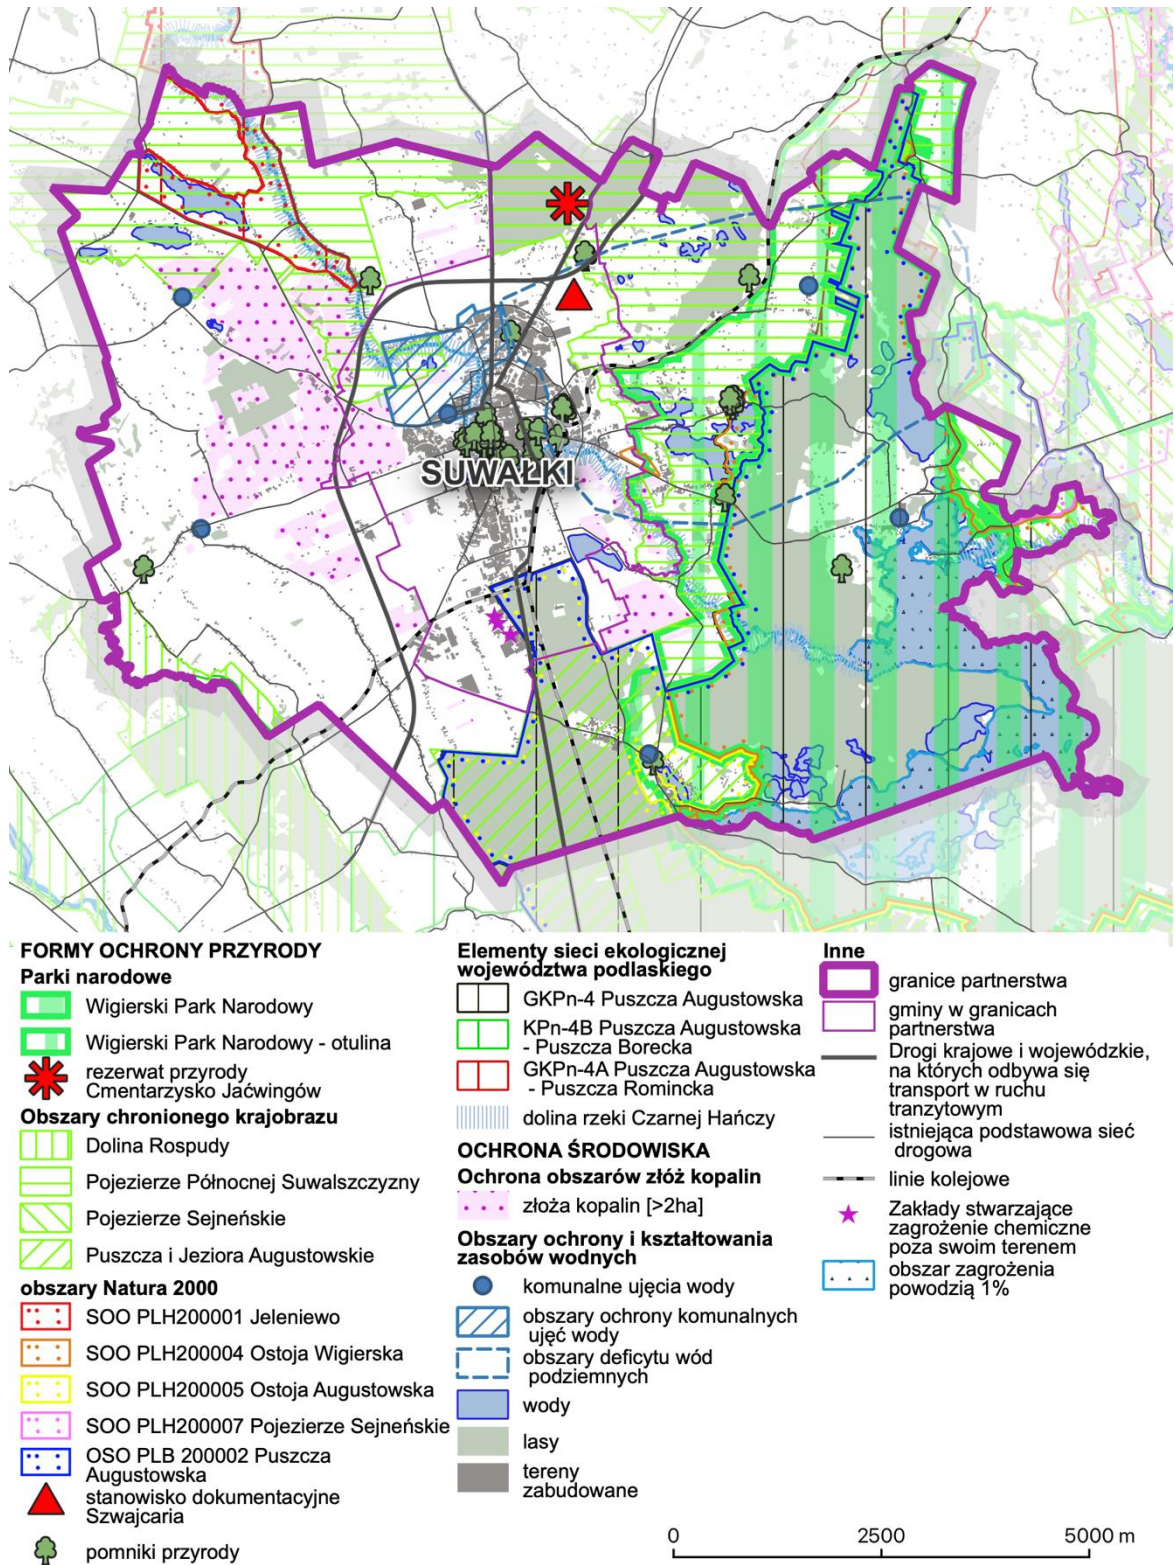 SUWAŁKI
FORMY OCHRONY PRZYRODY
Parki narodowe
Wigierski Park Narodowy
Wigierski Park Narodowy - otulina
rezerwat przyrody
Cmentarzysko Jaćwingów
Obszary chronionego krajobrazu
Dolina Rospudy
Pojezierze Północnej Suwalszczyzny
Pojezierze Sejneńskie
Puszcza i Jeziora Augustowskie
obszary Natura 2000
SOO PLH200001 Jeleniewo
SOO PLH200004 Ostoja Wigierska
SOO PLH200005 Ostoja Augustowska
SOO PLH200007 Pojezierze Sejneńskie
OSO PLB 200002 Puszcza
Augustowska
stanowisko dokumentacyjne
Szwajcaria
pomniki przyrody
Elementy sieci ekologicznej
województwa podlaskiego
GKPn-4 Puszcza Augustowska
KPn-4B Puszcza Augustowska
- Puszcza Borecka
GKPn-4A Puszcza Augustowska
- Puszcza Romincka
dolina rzeki Czarnej Hańczy
OCHRONA ŚRODOWISKA
Ochrona obszarów złóż kopalin
złoża kopalin [>2ha]
Obszary ochrony i kształtowania
zasobów wodnych
komunalne ujęcia wody
obszary ochrony komunalnych
ujęć wody
obszary deficytu wód
podziemnych
wody
lasy
tereny
zabudowane
Inne
granice partnerstwa
gminy w granicach
partnerstwa
Drogi krajowe i wojewódzkie,
na których odbywa się
transport w ruchu
tranzytowym
istniejąca podstawowa sieć
drogowa
linie kolejowe
Zakłady stwarzające
zagrożenie chemiczne
poza swoim terenem
obszar zagrożenia
powodzią 1%
0 2500 5000 m